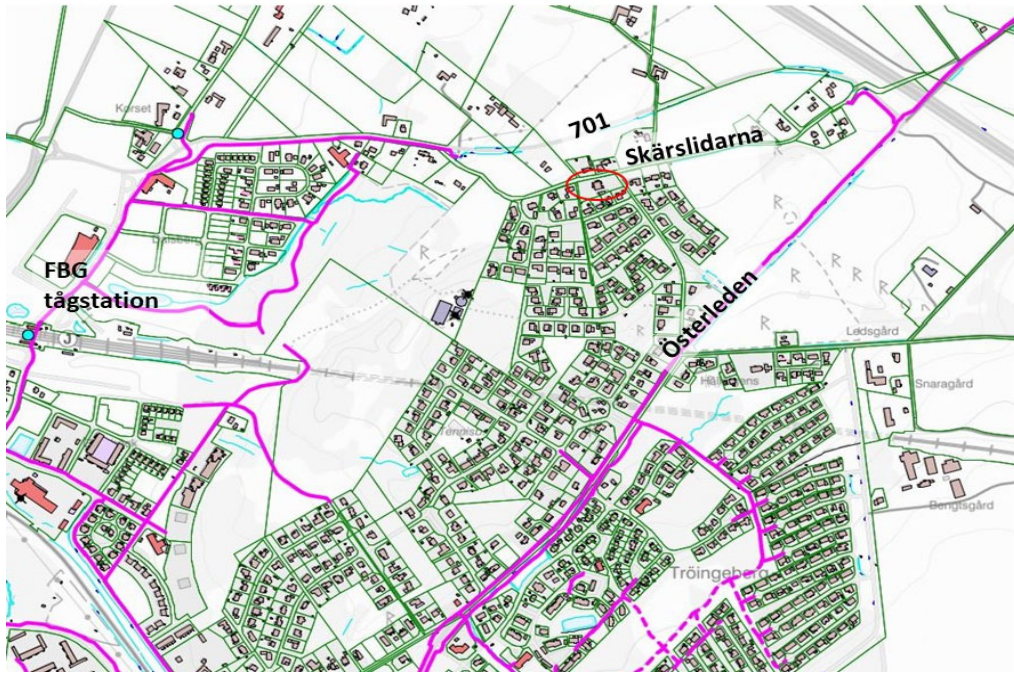 Korset
701
Skärslidarna
FBG
tågstation
Österleden
Ledsgård
Snaragård
Bengtsgård
Tröingeberg
J
R
R
R
R
R
R
R
R
R